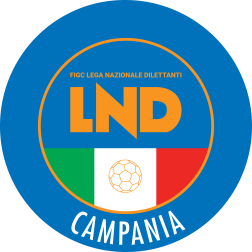 FIGC LEGA NAZIONALE DILETTANTI
LND
CAMPANIA